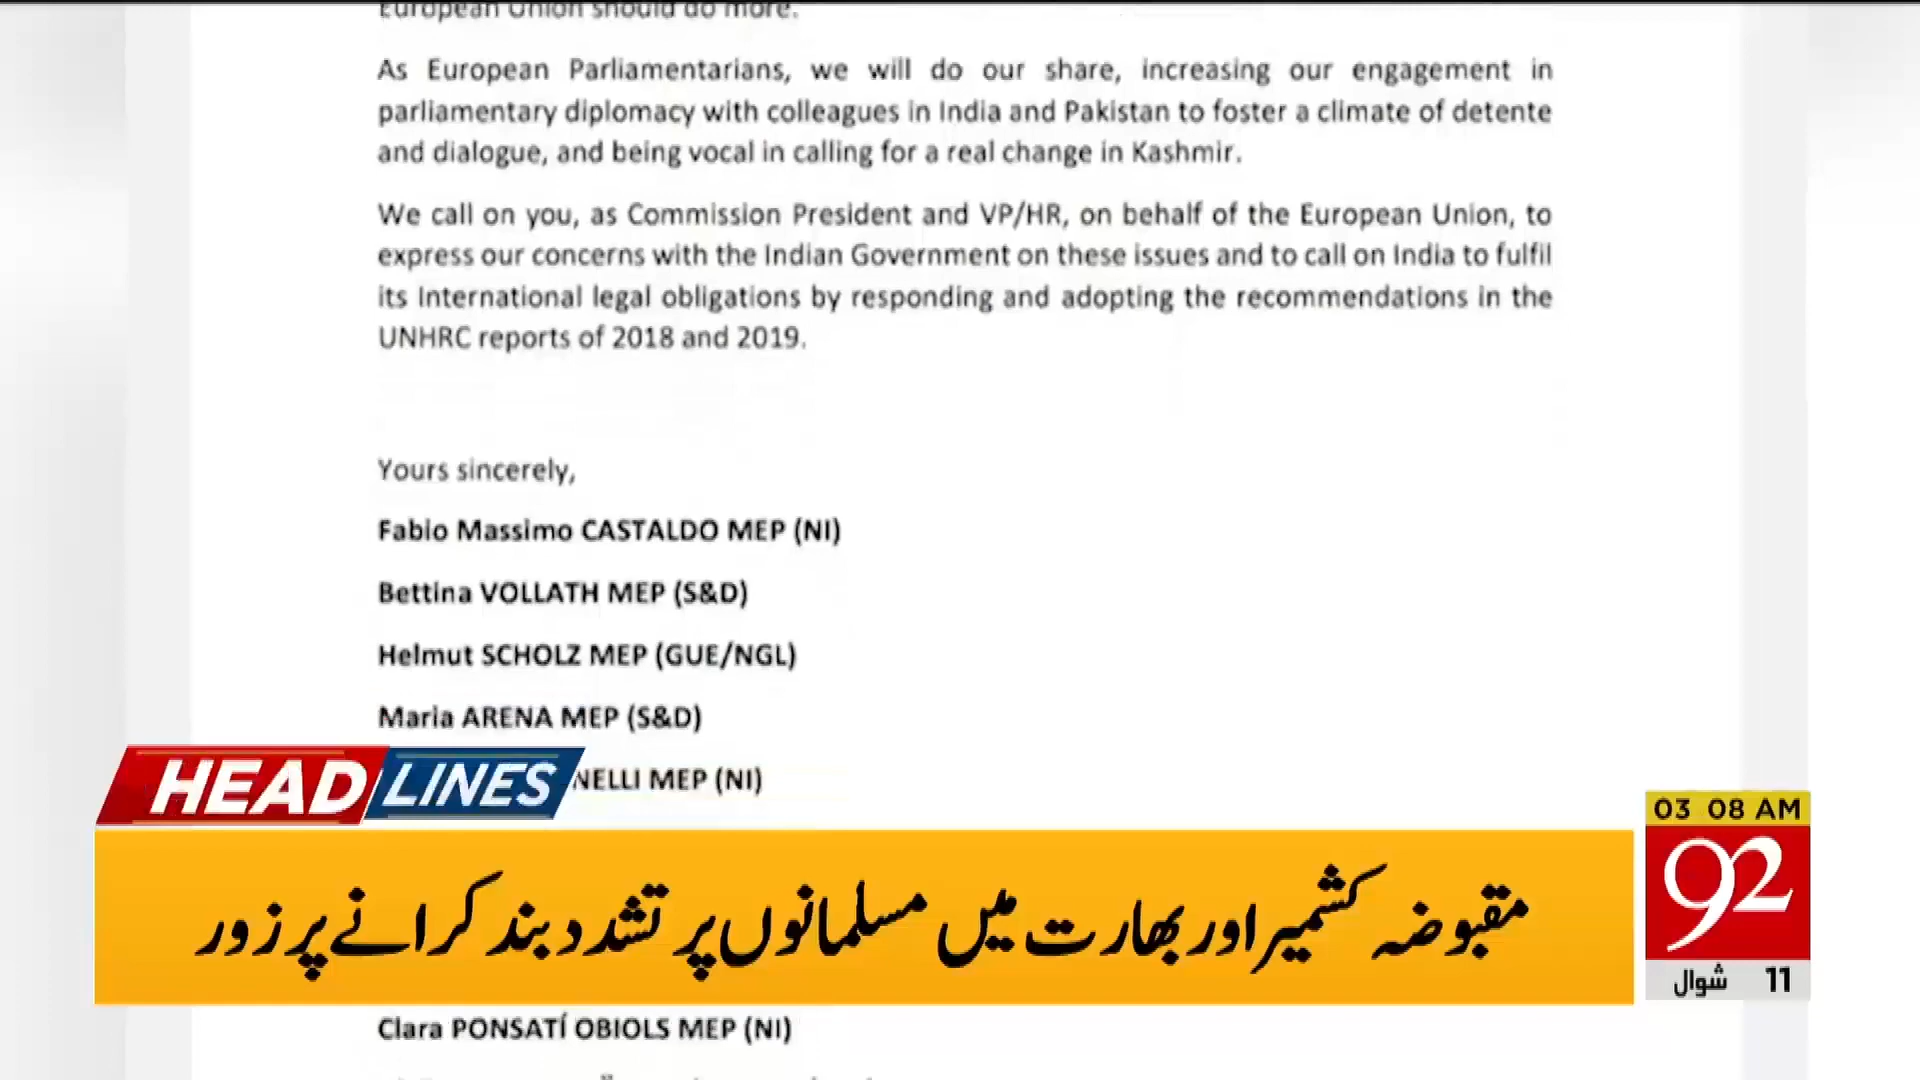 European Union should do more.
As European Parliamentarians, we will do our share, increasing our engagement in
parliamentary diplomacy with colleagues in India and Pakistan to foster a climate of detente
and dialogue, and being vocal in calling for a real change in Kashmir.
We call on you, as Commission President and VP/HR, on behalf of the European Union, to
express our concerns with the Indian Government on these issues and to call on India to fulfil
its International legal obligations by responding and adopting the recommendations in the
UNHRC reports of 2018 and 2019.
Yours sincerely,
Fabio Massimo CASTALDO MEP (NI)
Bettina VOLLATH MEP (S&D)
Helmut SCHOLZ MEP (GUE/NGL)
Maria ARENA MEP (S&D)
NELLI MEP (NI)
HEADLINES
03 08 AM
92
مقبوضہ کشمیر اور بھارت میں مسلمانوں پر تشدد بند کرانے پر زور
11 شوال
Clara PONSATÍ OBIOLS MEP (NI)